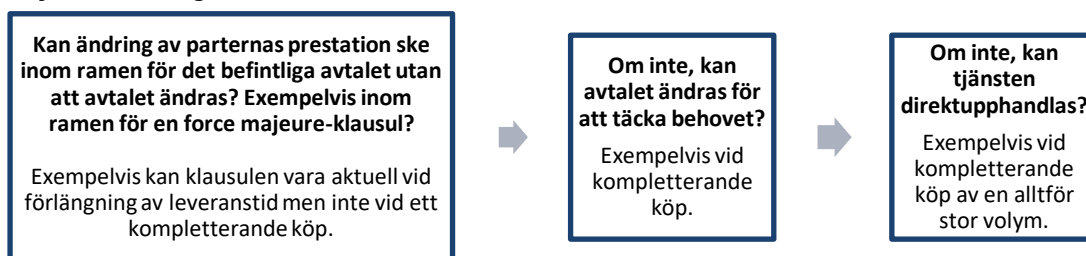 Kan ändring av parternas prestation ske
inom ramen för det befintliga avtalet utan
att avtalet ändras? Exempelvis inom
ramen för en force majeure-klausul?
Exempelvis kan klausulen vara aktuell vid
förlängning av leveranstid men inte vid ett
kompletterande köp.
Om inte, kan
avtalet ändras för
att täcka behovet?
Exempelvis vid
kompletterande
köp.
Om inte, kan
tjänsten
direktupphandlas?
Exempelvis vid
kompletterande
köp av en alltför
stor volym.